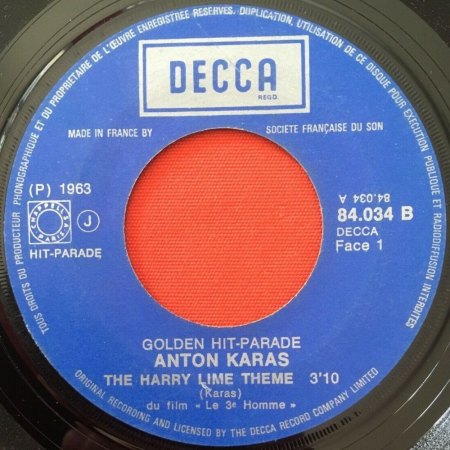 TOUS DROITS DU PRODUCTEUR PHONOGRAPHIQUE ET DU PROPRIETAIRE DE L'ŒUVRE ENREGISTREE RESERVES. DUPLICATION, UTILISATION DE CE DISQUE POUR EXECUTION PUBLIQUE ET RADIODIFFUSION INTERDITES
DECCA
REGD.
MADE IN FRANCE BY
SOCIETE FRANÇAISE DU SON
(P) 1963
84.034 A
84.034 B
CHAPPELL S.A.
PARIS
J
DECCA
Face 1
HIT-PARADE
GOLDEN HIT-PARADE
ANTON KARAS
THE HARRY LIME THEME 3'10
(Karas)
du film « Le 3e Homme »
ORIGINAL RECORDING AND LICENSED BY THE DECCA RECORD COMPANY LIMITED